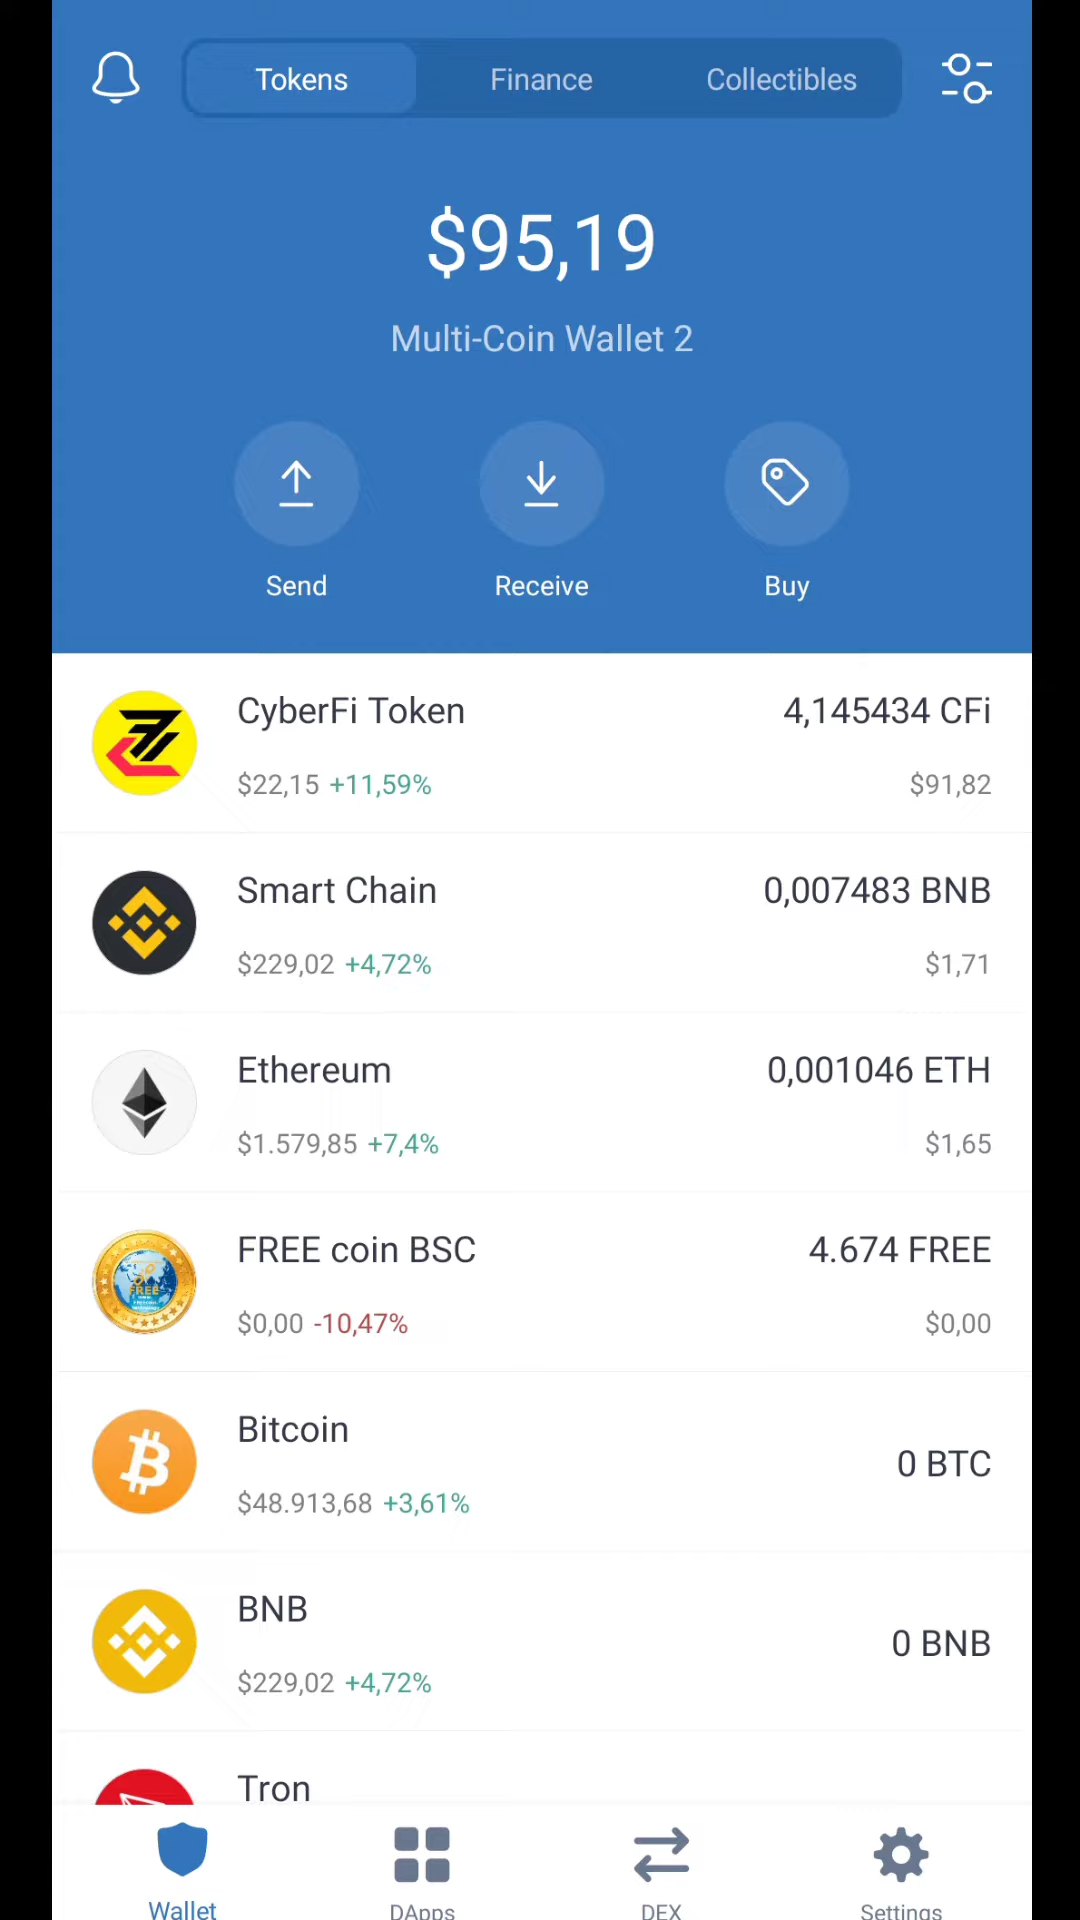 Tokens Finance Collectibles
$95,19
Multi-Coin Wallet 2
Send Receive Buy
CyberFi Token 4,145434 CFi
$22,15 +11,59% $91,82
Smart Chain 0,007483 BNB
$229,02 +4,72% $1,71
Ethereum 0,001046 ETH
$1.579,85 +7,4% $1,65
FREE coin BSC 4.674 FREE
$0,00 -10,47% $0,00
FREE
Bitcoin
0 BTC
$48.913,68 +3,61%
BNB
0 BNB
$229,02 +4,72%
Tron
Wallet DApps DEX Settings